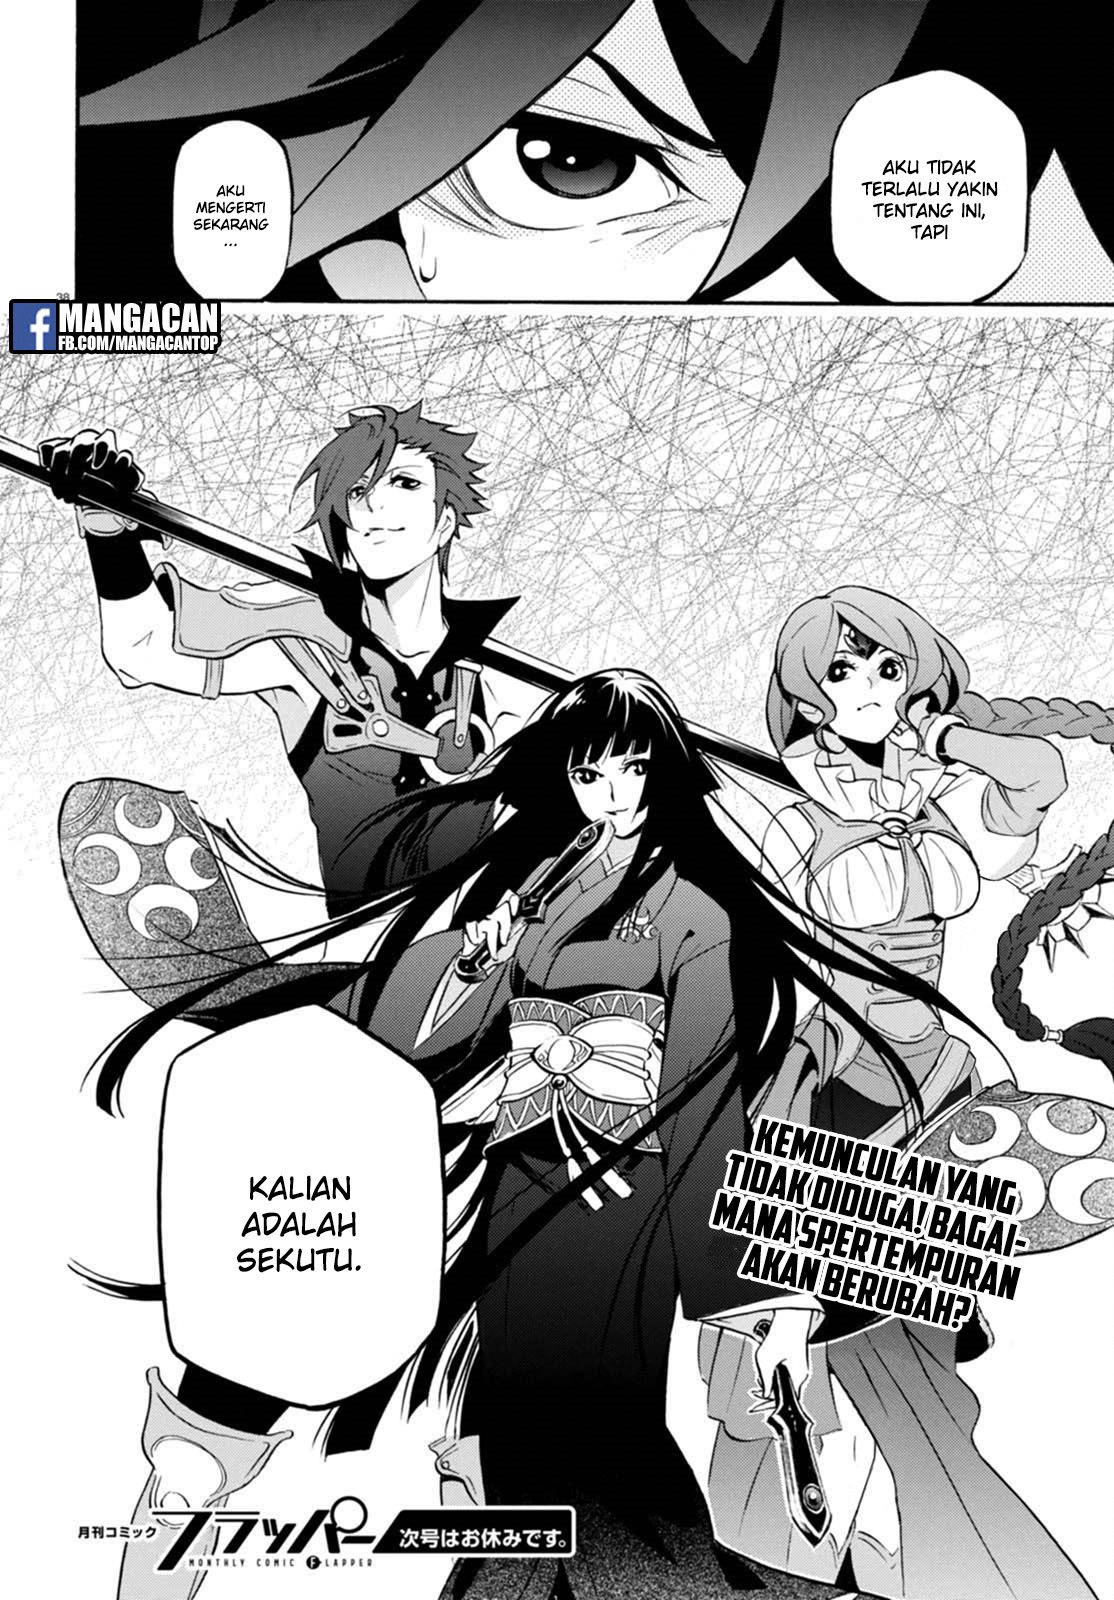 AKU TIDAK
TERLALU YAKIN
TENTANG INI,
TAPI
AKU
MENGERTI
SEKARANG
...
38
MANGACAN
FB.COM/MANGACANTOP
KALIAN
ADALAH
SEKUTU.
KEMUNCULAN YANG
TIDAK DIDUGA! BAGAI-
MANA SPERTEMPURAN
AKAN BERUBAH?
月刊コミック
フラッパー
MONTHLY COMIC FLAPPER
次号はお休みです。